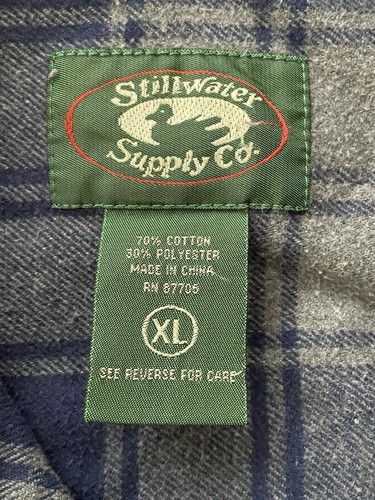 Stillwater
Supply Co.
70% COTTON
30% POLYESTER
MADE IN CHINA
RN 87705
XL
SEE REVERSE FOR CARE